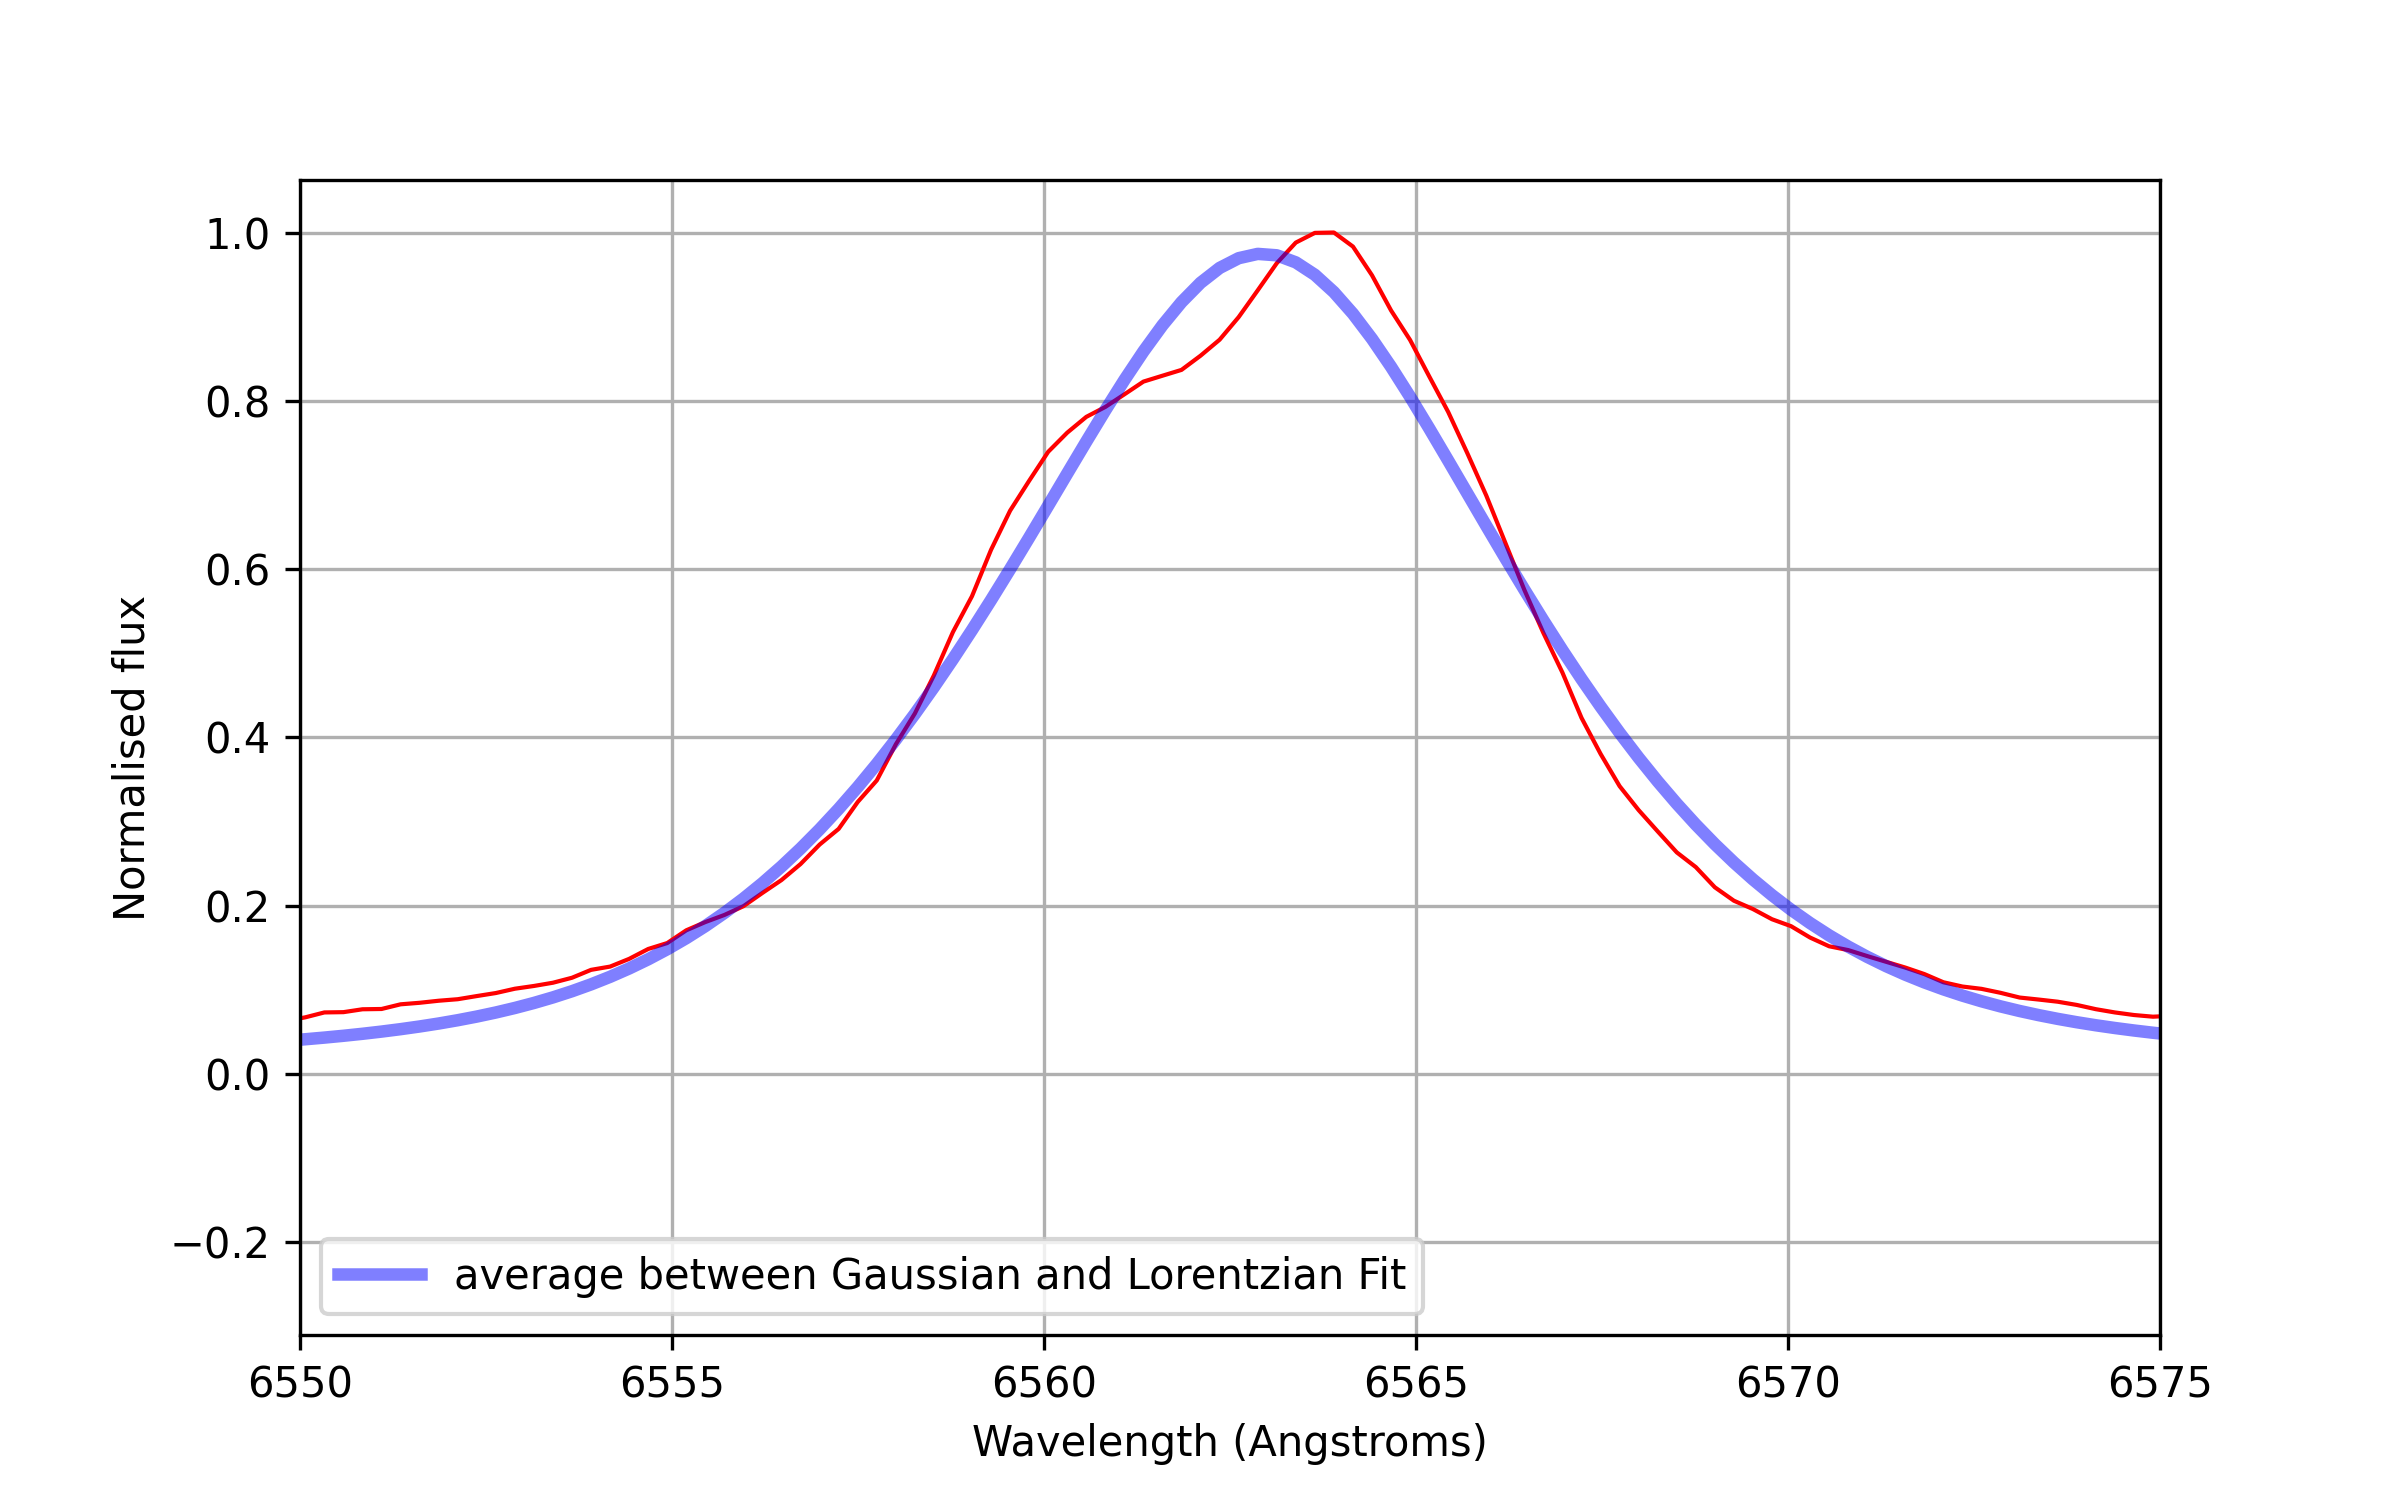 1.0
0.8
0.6
0.4
0.2
0.0
−0.2
Normalised flux
average between Gaussian and Lorentzian Fit
6550 6555 6560 6565 6570 6575
Wavelength (Angstroms)